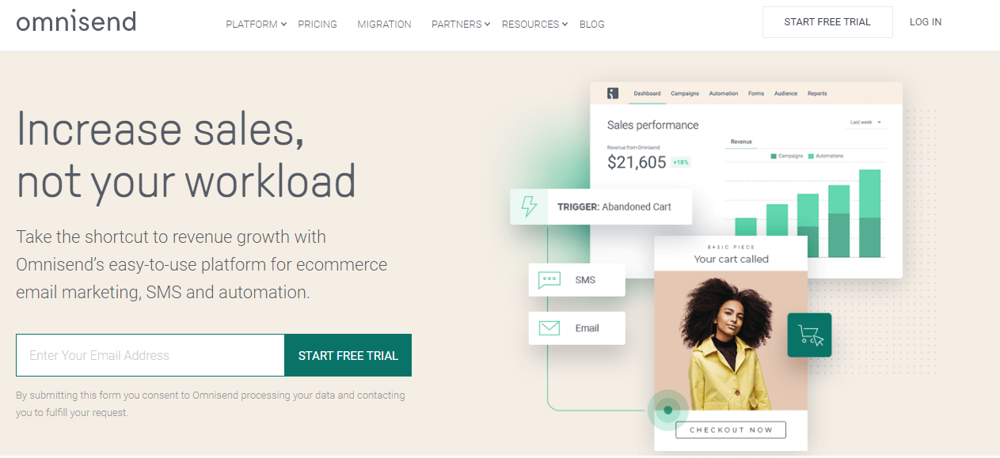 omnisend
PLATFORM
PRICING
MIGRATION
PARTNERS
RESOURCES
BLOG
START FREE TRIAL
LOG IN
Increase sales,
not your workload
Take the shortcut to revenue growth with
Omnisend’s easy-to-use platform for ecommerce
email marketing, SMS and automation.
Enter Your Email Address
START FREE TRIAL
By submitting this form you consent to Omnisend processing your data and contacting
you to fulfill your request.
Dashboard Campaigns Automation Forms Audience Reports
Sales performance
Last week
Revenue from Omnisend
$21,605 +18%
Revenue
Campaigns Automations
TRIGGER: Abandoned Cart
SMS
Email
BASIC PIECE
Your cart called
CHECKOUT NOW